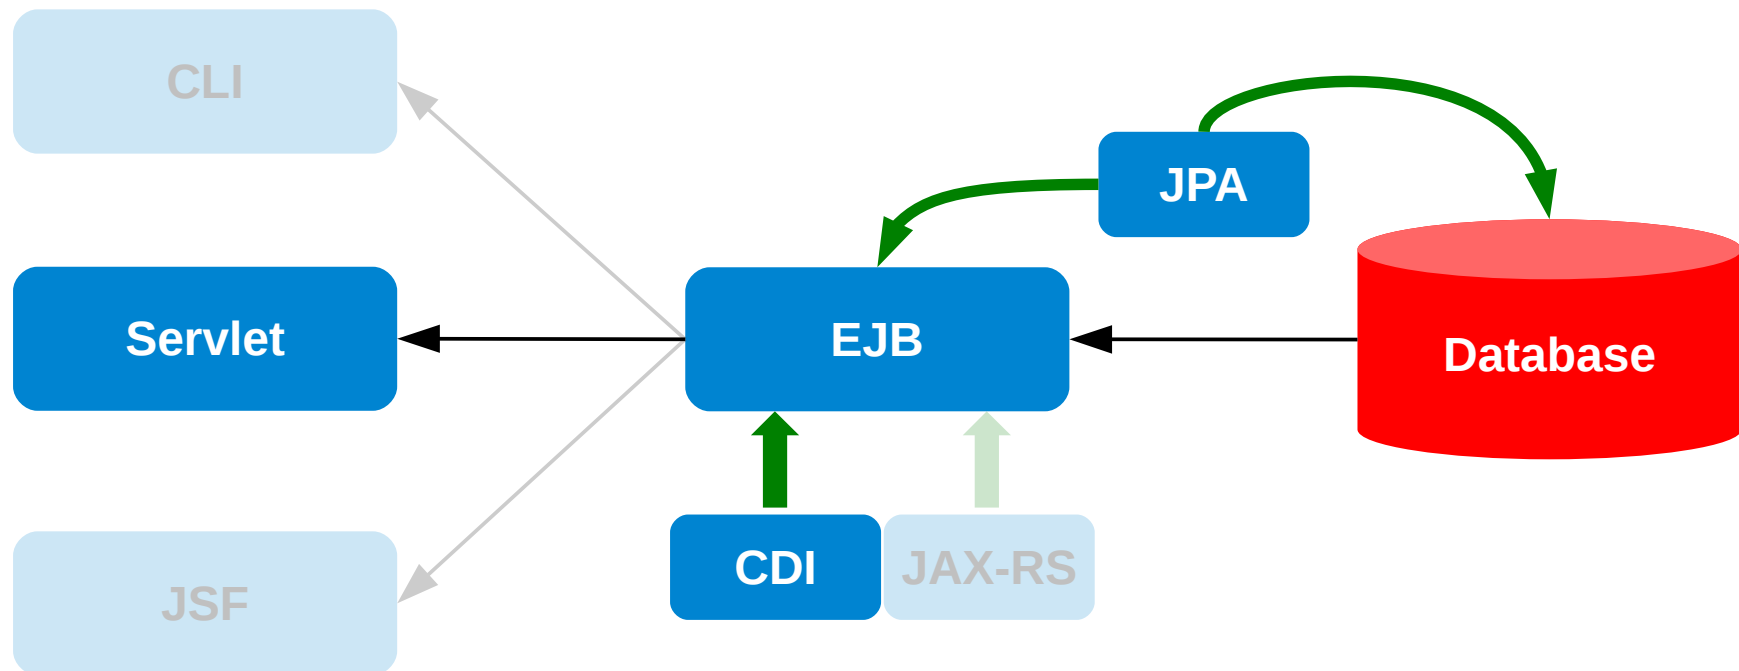 CLI
JPA
Servlet
EJB
Database
CDI
JAX-RS
JSF